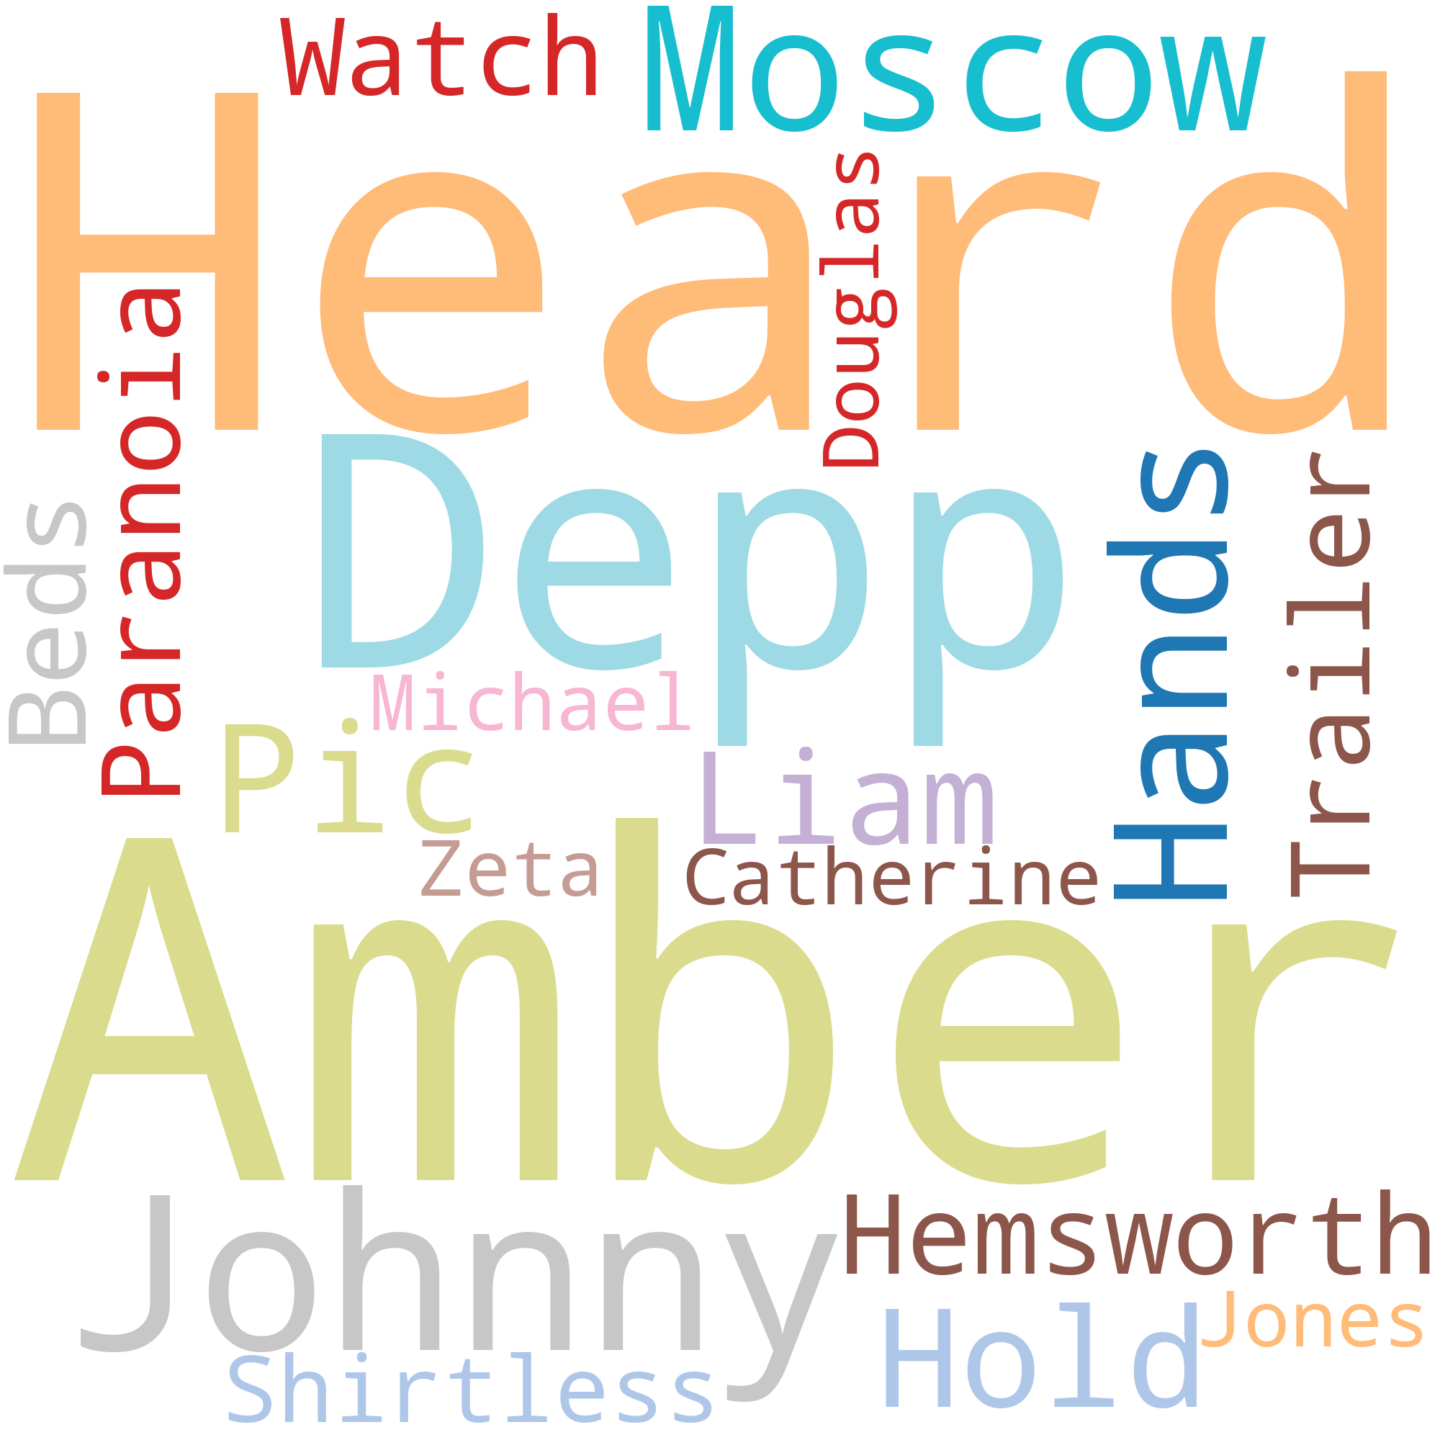 Watch
Moscow
Heard
Douglas
Paranoia
Depp
Hands
Trailer
Beds
Michael
Pic
Liam
Zeta
Catherine
Amber
Johnny
Hemsworth
Jones
Hold
Shirtless